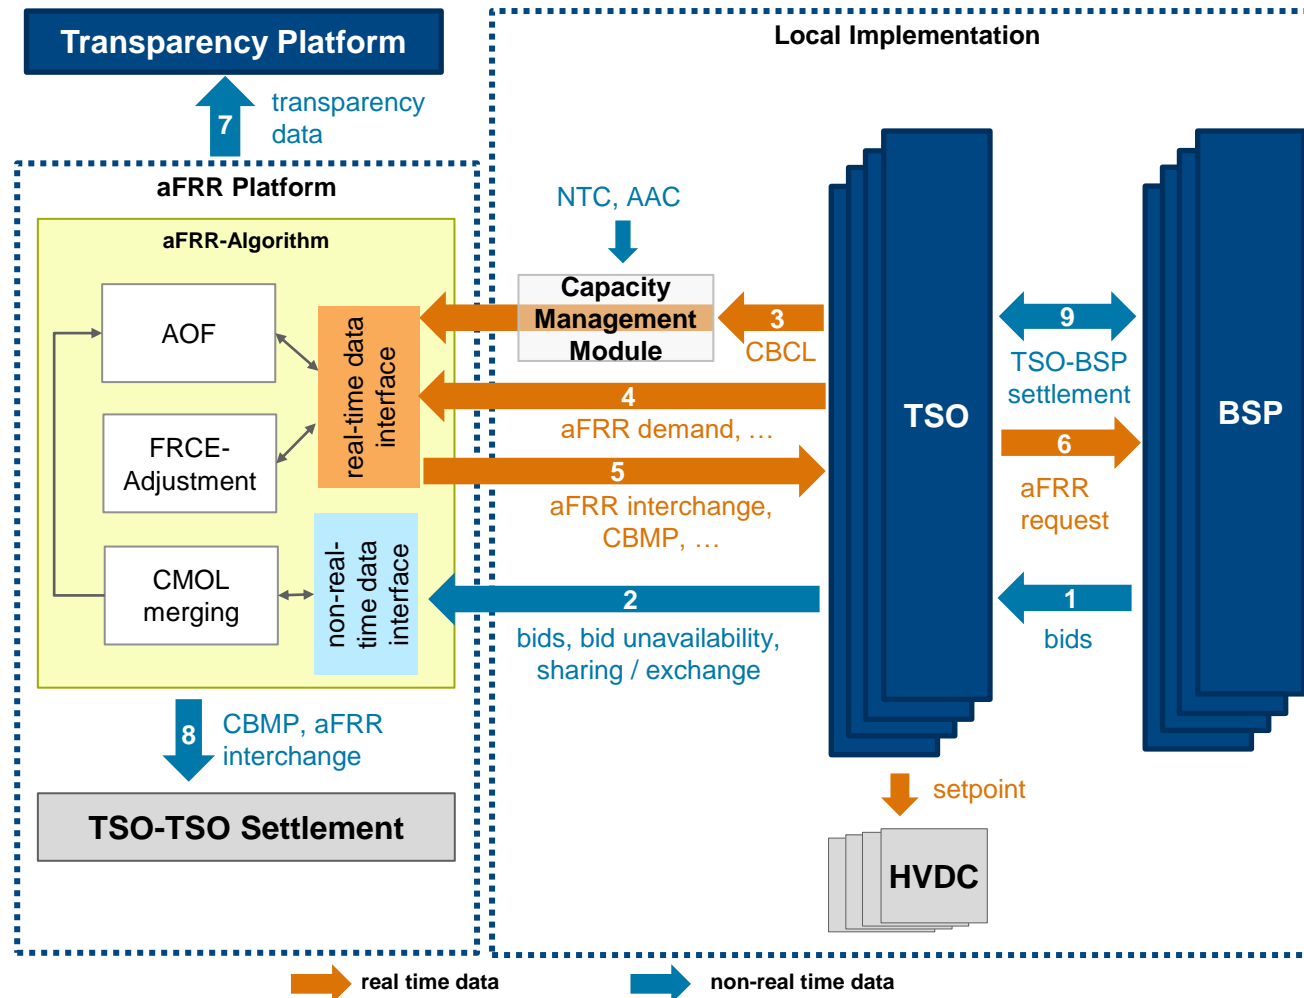 Transparency Platform
7
transparency
data
aFRR Platform
aFRR-Algorithm
AOF
FRCE-
Adjustment
CMOL
merging
real-time data
interface
non-real-
time data
interface
8
CBMP, aFRR
interchange
TSO-TSO Settlement
Local Implementation
NTC, AAC
Capacity
Management
Module
3
CBCL
4
aFRR demand, …
5
aFRR interchange,
CBMP, …
2
bids, bid unavailability,
sharing / exchange
TSO
9
TSO-BSP
settlement
6
aFRR
request
1
bids
BSP
setpoint
HVDC
real time data
non-real time data